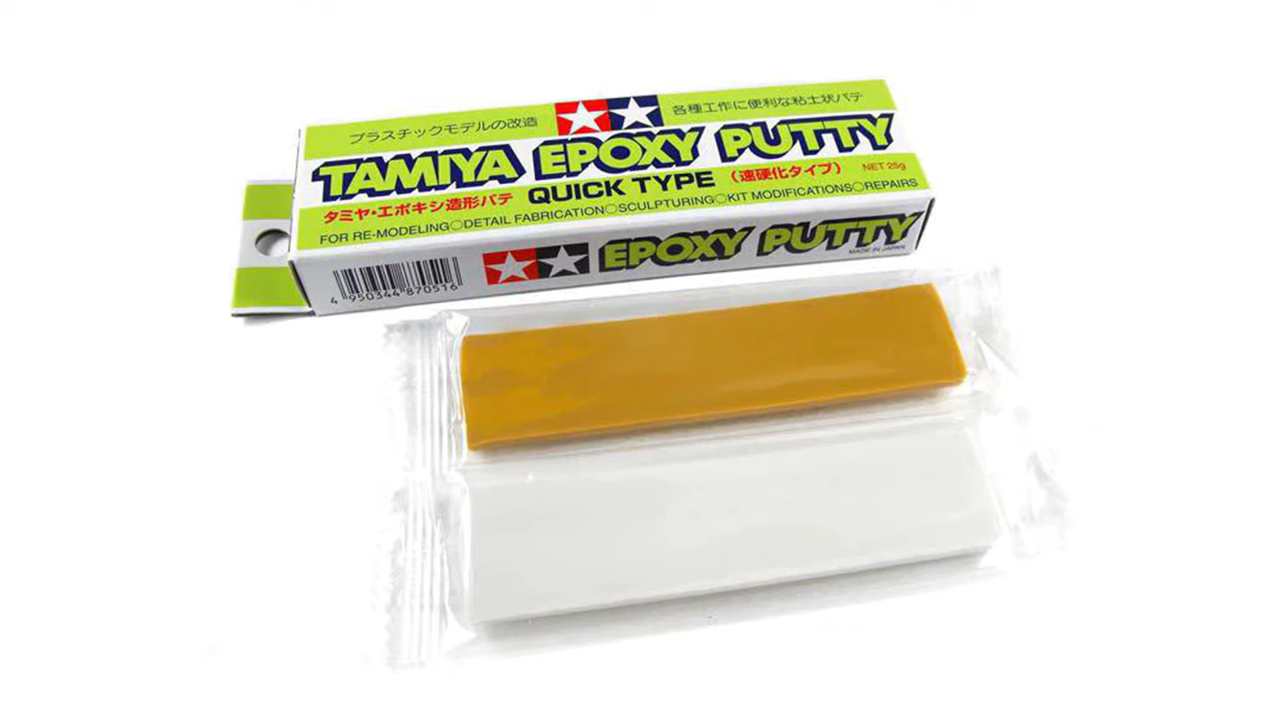 プラスチックモデルの改造 各種工作に便利な粘土状パテ
TAMIYA EPOXY PUTTY
タミヤ・エポキシ造形パテ QUICK TYPE (速硬化タイプ) NET 25g
FOR RE-MODELING○DETAIL FABRICATION○SCULPTURING○KIT MODIFICATIONS○REPAIRS
EPOXY PUTTY
MADE IN JAPAN
4 950344 870516